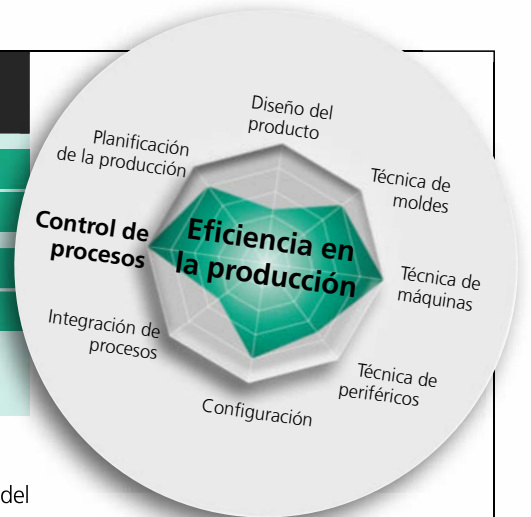 Diseño del
producto
Técnica de
moldes
Técnica de
máquinas
Técnica de
periféricos
Configuración
Integración de
procesos
Control de
procesos
Planificación
de la producción
Eficiencia en
la producción
del